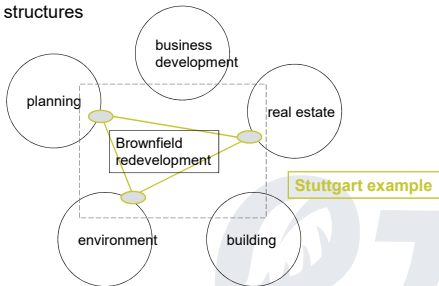 structures
business
development
planning
real estate
Brownfield
redevelopment
Stuttgart example
environment
building